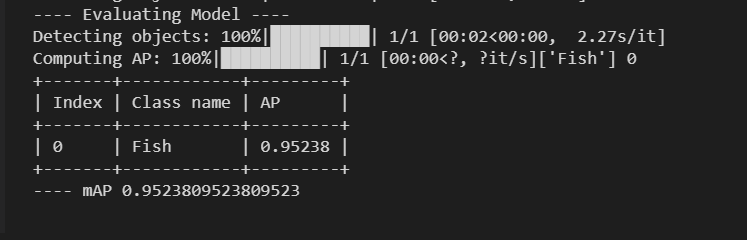 ---- Evaluating Model ----
Detecting objects: 100%|██████████| 1/1 [00:02<00:00,  2.27s/it]
Computing AP: 100%|██████████| 1/1 [00:00<?, ?it/s]['Fish'] 0
+-------+------------+---------+
| Index | Class name | AP      |
+-------+------------+---------+
| 0     | Fish       | 0.95238 |
+-------+------------+---------+
---- mAP 0.9523809523809523